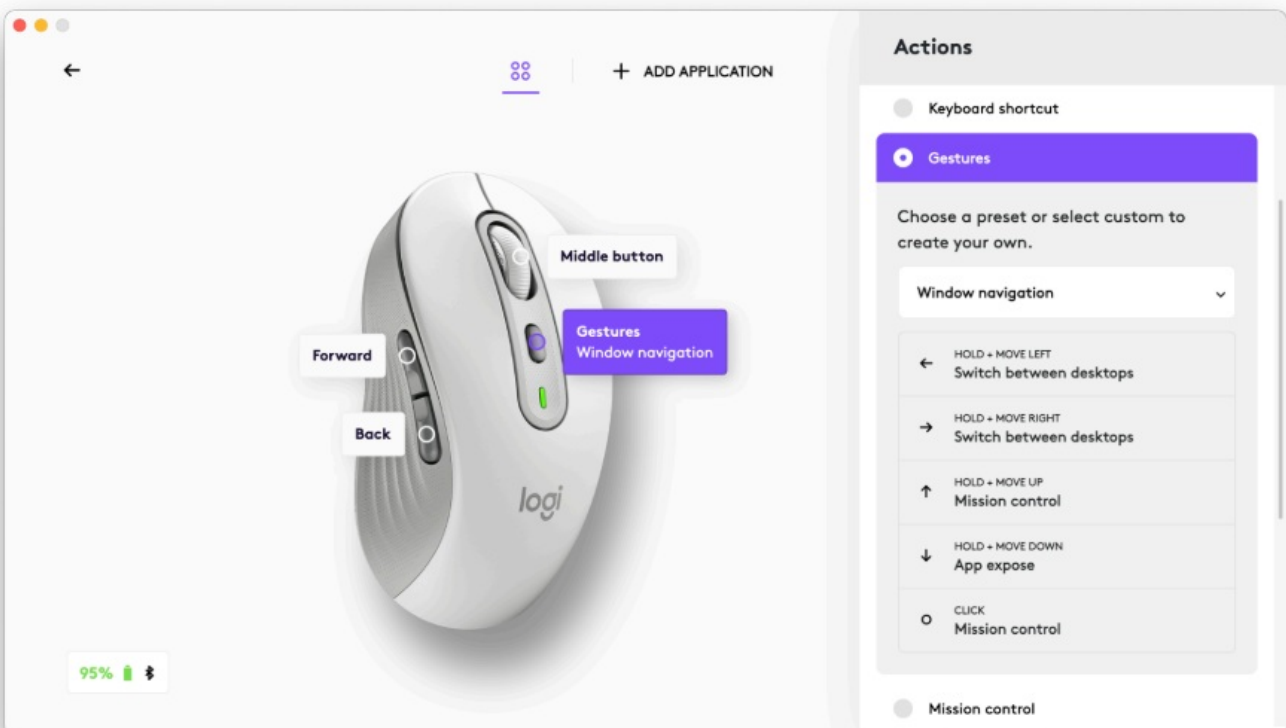 ADD APPLICATION
Middle button
Gestures
Window navigation
Forward
Back
logi
95%
Actions
Keyboard shortcut
Gestures
Choose a preset or select custom to
create your own.
Window navigation
HOLD + MOVE LEFT
Switch between desktops
HOLD + MOVE RIGHT
Switch between desktops
HOLD + MOVE UP
Mission control
HOLD + MOVE DOWN
App expose
CLICK
Mission control
Mission control